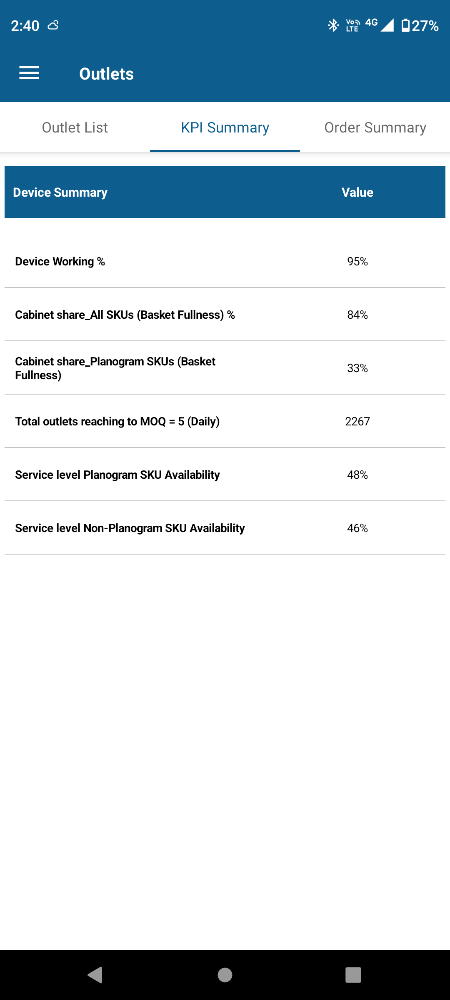 2:40 VoLTE 4G 27%
Outlets
Outlet List KPI Summary Order Summary
Device Summary Value
Device Working % 95%
Cabinet share_All SKUs (Basket Fullness) % 84%
Cabinet share_Planogram SKUs (Basket
Fullness) 33%
Total outlets reaching to MOQ = 5 (Daily) 2267
Service level Planogram SKU Availability 48%
Service level Non-Planogram SKU Availability 46%